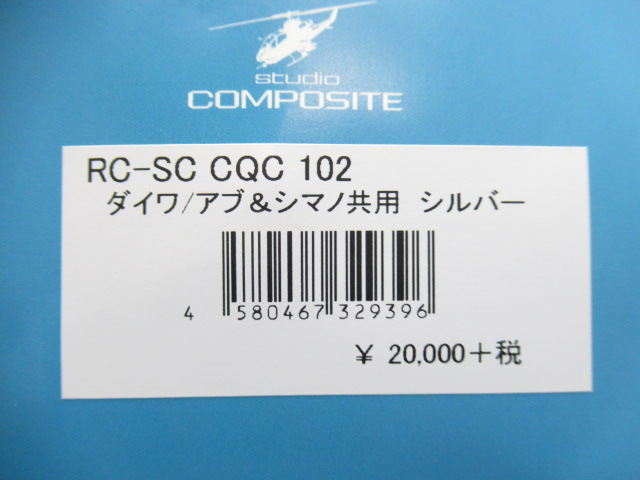 studio
COMPOSITE
RC-SC CQC 102
ダイワ/アブ&シマノ共用 シルバー
4 580467 329396
¥ 20,000+税